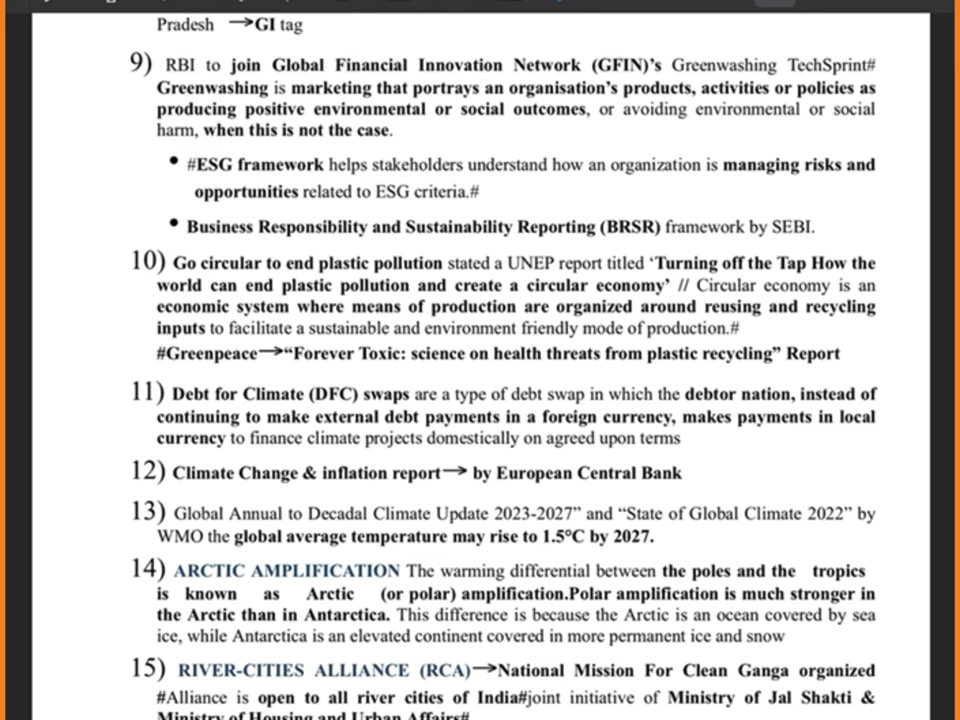 Pradesh →GI tag
9) RBI to join Global Financial Innovation Network (GFIN)'s Greenwashing TechSprint#
Greenwashing is marketing that portrays an organisation's products, activities or policies as
producing positive environmental or social outcomes, or avoiding environmental or social
harm, when this is not the case.
• #ESG framework helps stakeholders understand how an organization is managing risks and
opportunities related to ESG criteria.#
• Business Responsibility and Sustainability Reporting (BRSR) framework by SEBI.
10) Go circular to end plastic pollution stated a UNEP report titled ‘Turning off the Tap How the
world can end plastic pollution and create a circular economy’ // Circular economy is an
economic system where means of production are organized around reusing and recycling
inputs to facilitate a sustainable and environment friendly mode of production.#
#Greenpeace→“Forever Toxic: science on health threats from plastic recycling” Report
11) Debt for Climate (DFC) swaps are a type of debt swap in which the debtor nation, instead of
continuing to make external debt payments in a foreign currency, makes payments in local
currency to finance climate projects domestically on agreed upon terms
12) Climate Change & inflation report→ by European Central Bank
13) Global Annual to Decadal Climate Update 2023-2027” and “State of Global Climate 2022” by
WMO the global average temperature may rise to 1.5°C by 2027.
14) ARCTIC AMPLIFICATION The warming differential between the poles and the tropics
is known as Arctic (or polar) amplification.Polar amplification is much stronger in
the Arctic than in Antarctica. This difference is because the Arctic is an ocean covered by sea
ice, while Antarctica is an elevated continent covered in more permanent ice and snow
15) RIVER-CITIES ALLIANCE (RCA)→National Mission For Clean Ganga organized
#Alliance is open to all river cities of India#joint initiative of Ministry of Jal Shakti &
Ministry of Housing and Urban Affairs#